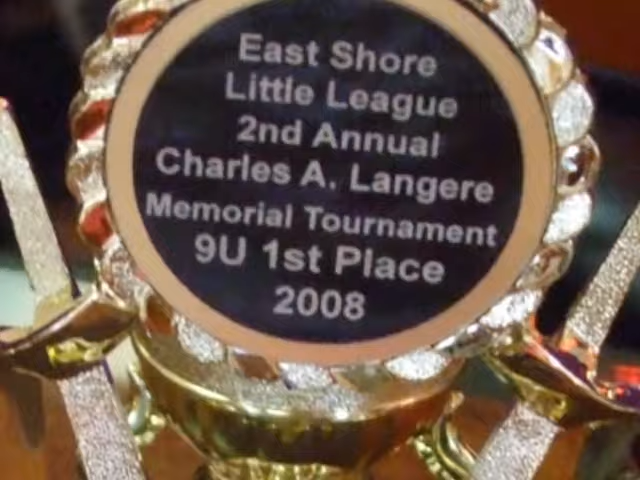 East Shore
Little League
2nd Annual
Charles A. Langere
Memorial Tournament
9U 1st Place
2008